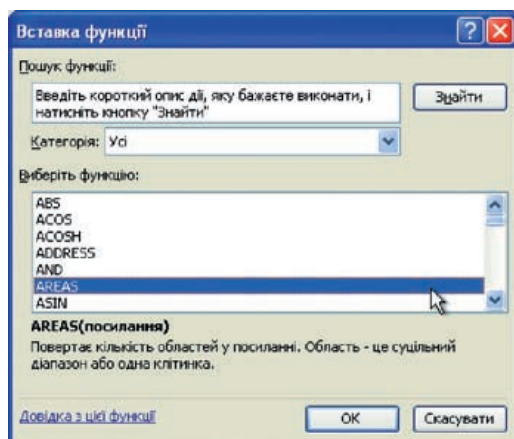 Вставка функції
Пошук функції:
Введіть короткий опис дії, яку бажаєте виконати, і
натисніть кнопку "Знайти"
Знайти
Категорія: Усі
Виберіть функцію:
ABS
ACOS
ACOSH
ADDRESS
AND
AREAS
ASIN
AREAS(посилання)
Повертає кількість областей у посиланні. Область - це суцільний
діапазон або одна клітинка.
Довідка з цієї функції
ОК
Скасувати